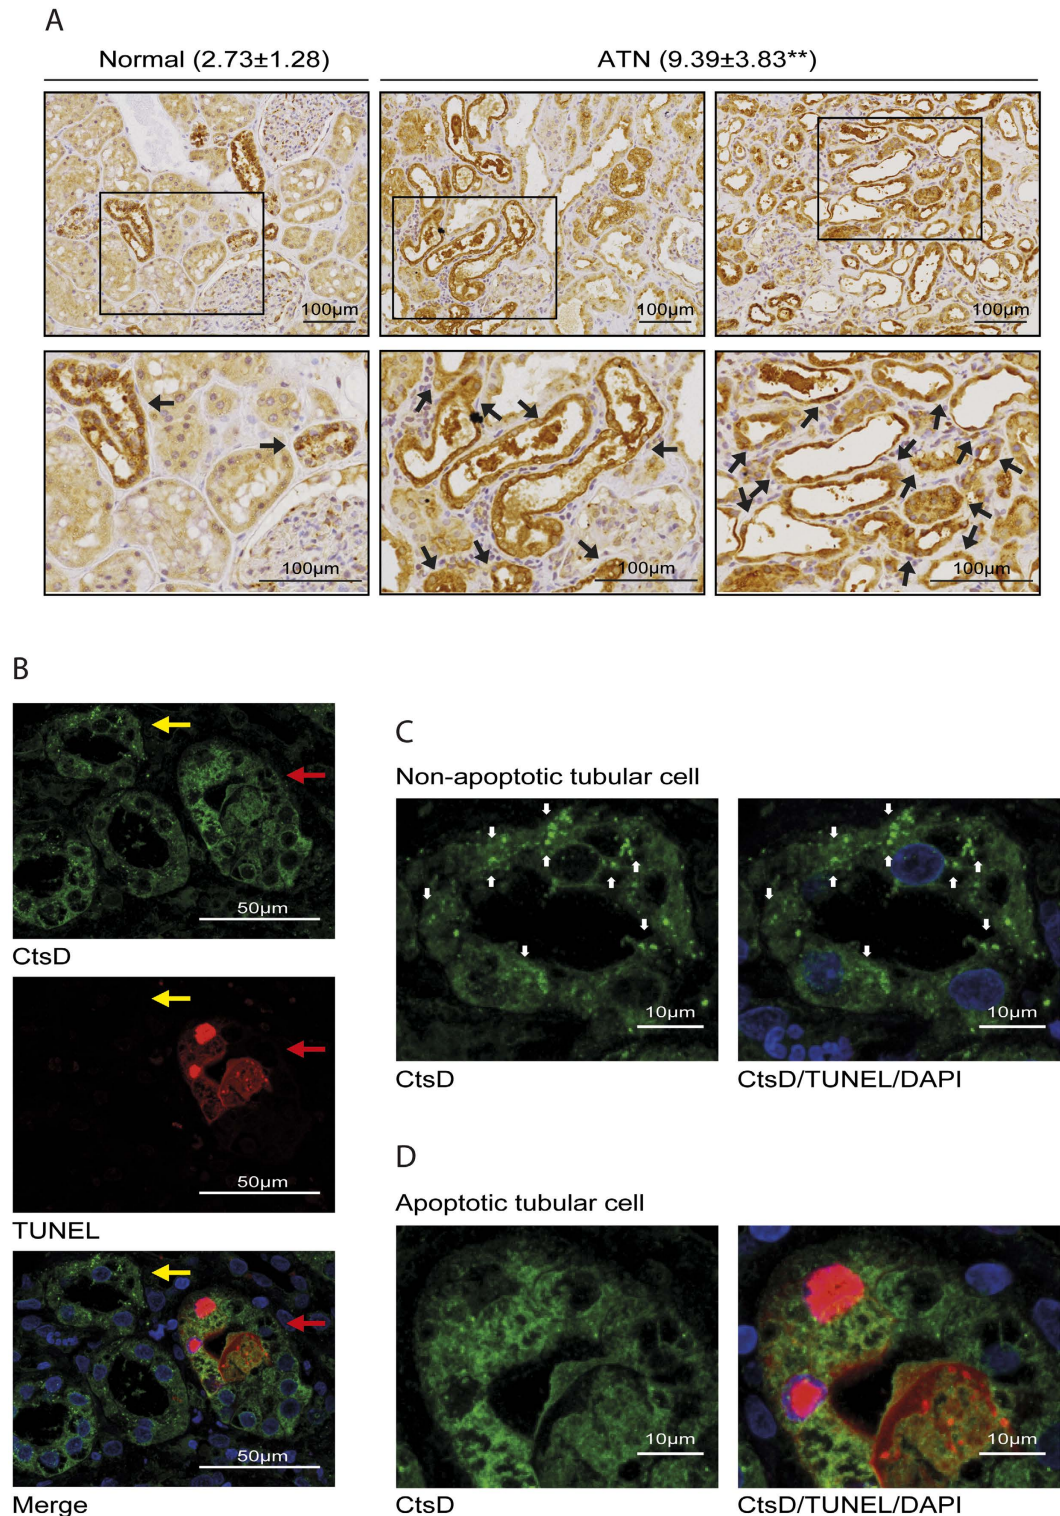 A
Normal (2.73±1.28)
ATN (9.39±3.83**)
100µm
100µm
100µm
100µm
100µm
100µm
B
50µm
CtsD
50µm
TUNEL
50µm
Merge
C
Non-apoptotic tubular cell
10µm
10µm
CtsD
CtsD/TUNEL/DAPI
D
Apoptotic tubular cell
10µm
10µm
CtsD
CtsD/TUNEL/DAPI